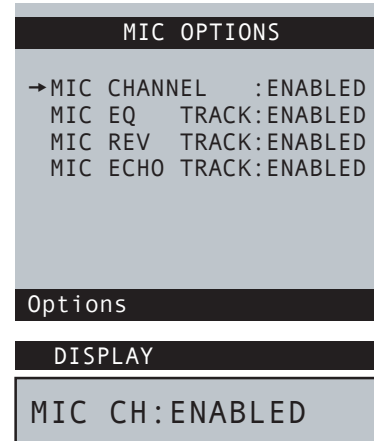 MIC OPTIONS
→MIC CHANNEL :ENABLED
MIC EQ TRACK:ENABLED
MIC REV TRACK:ENABLED
MIC ECHO TRACK:ENABLED
Options
DISPLAY
MIC CH:ENABLED